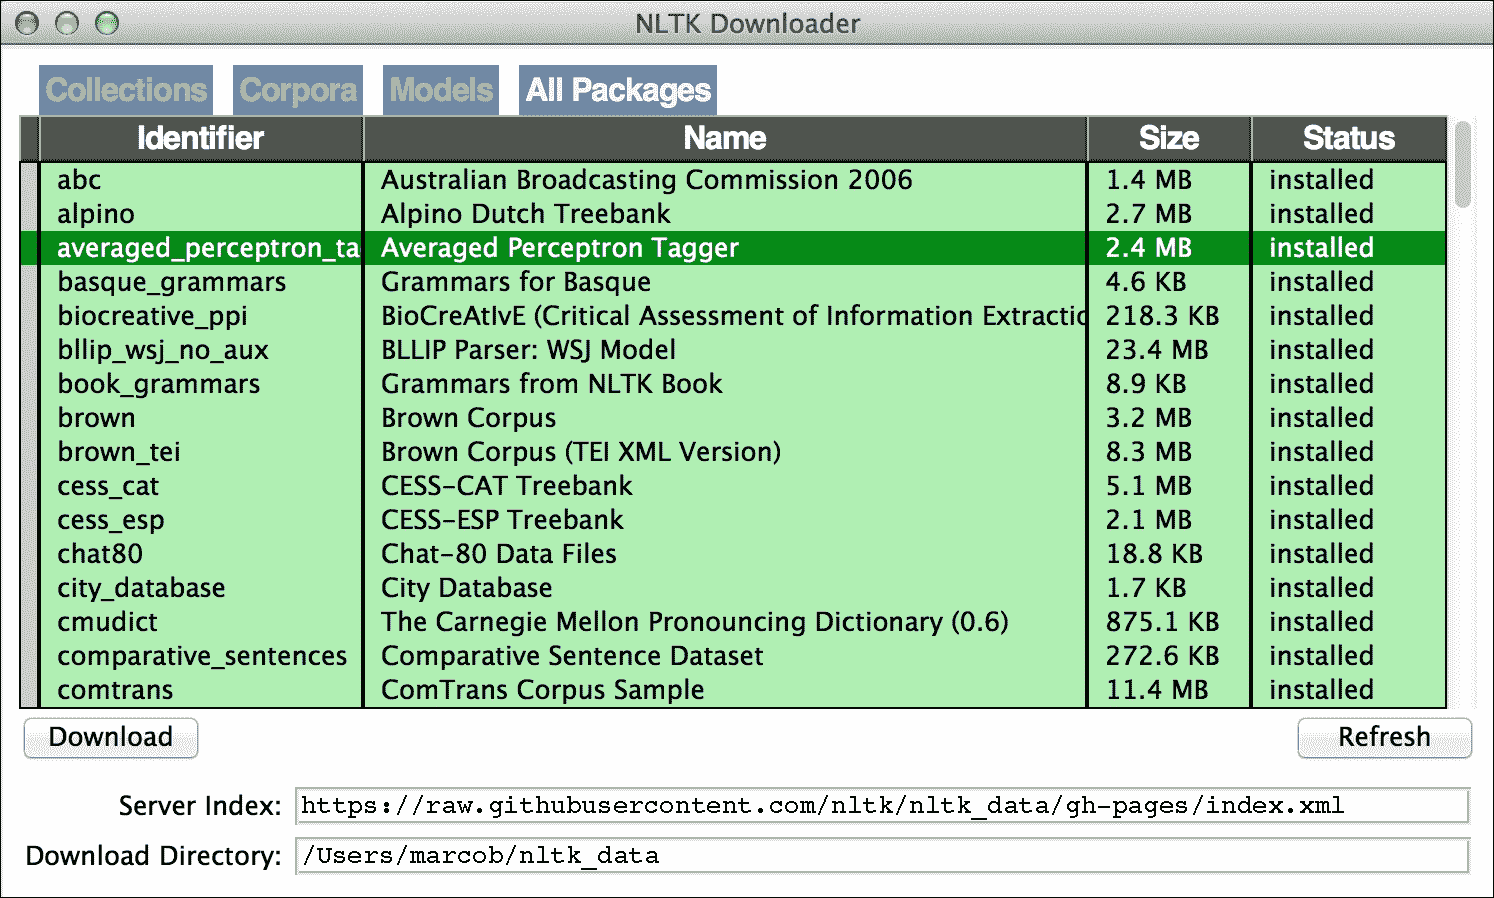 NLTK Downloader
Collections Corpora Models All Packages
Identifier Name Size Status
abc Australian Broadcasting Commission 2006 1.4 MB installed
alpino Alpino Dutch Treebank 2.7 MB installed
averaged_perceptron_ta Averaged Perceptron Tagger 2.4 MB installed
basque_grammars Grammars for Basque 4.6 KB installed
biocreative_ppi BioCreAtIvE (Critical Assessment of Information Extractic 218.3 KB installed
bllip_wsj_no_aux BLLIP Parser: WSJ Model 23.4 MB installed
book_grammars Grammars from NLTK Book 8.9 KB installed
brown Brown Corpus 3.2 MB installed
brown_tei Brown Corpus (TEI XML Version) 8.3 MB installed
cess_cat CESS-CAT Treebank 5.1 MB installed
cess_esp CESS-ESP Treebank 2.1 MB installed
chat80 Chat-80 Data Files 18.8 KB installed
city_database City Database 1.7 KB installed
cmudict The Carnegie Mellon Pronouncing Dictionary (0.6) 875.1 KB installed
comparative_sentences Comparative Sentence Dataset 272.6 KB installed
comtrans ComTrans Corpus Sample 11.4 MB installed
Download Refresh
Server Index: https://raw.githubusercontent.com/nltk/nltk_data/gh-pages/index.xml
Download Directory: /Users/marcob/nltk_data